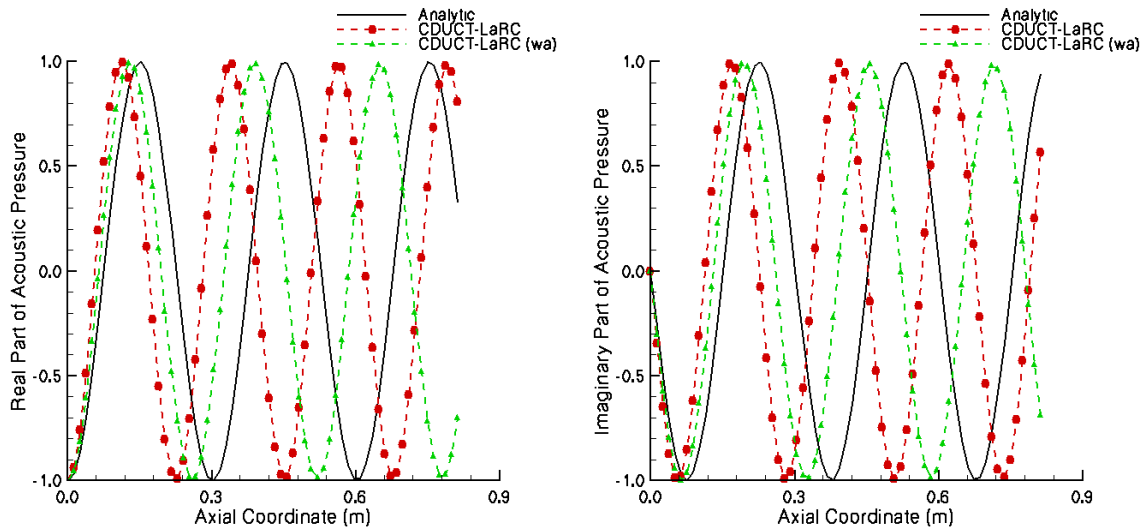 Analytic
CDUCT-LaRC
CDUCT-LaRC (wa)
1.0
0.5
0.0
-0.5
-1.0
Real Part of Acoustic Pressure
0.0
0.3
0.6
0.9
Axial Coordinate (m)
Analytic
CDUCT-LaRC
CDUCT-LaRC (wa)
1.0
0.5
0.0
-0.5
-1.0
Imaginary Part of Acoustic Pressure
0.0
0.3
0.6
0.9
Axial Coordinate (m)